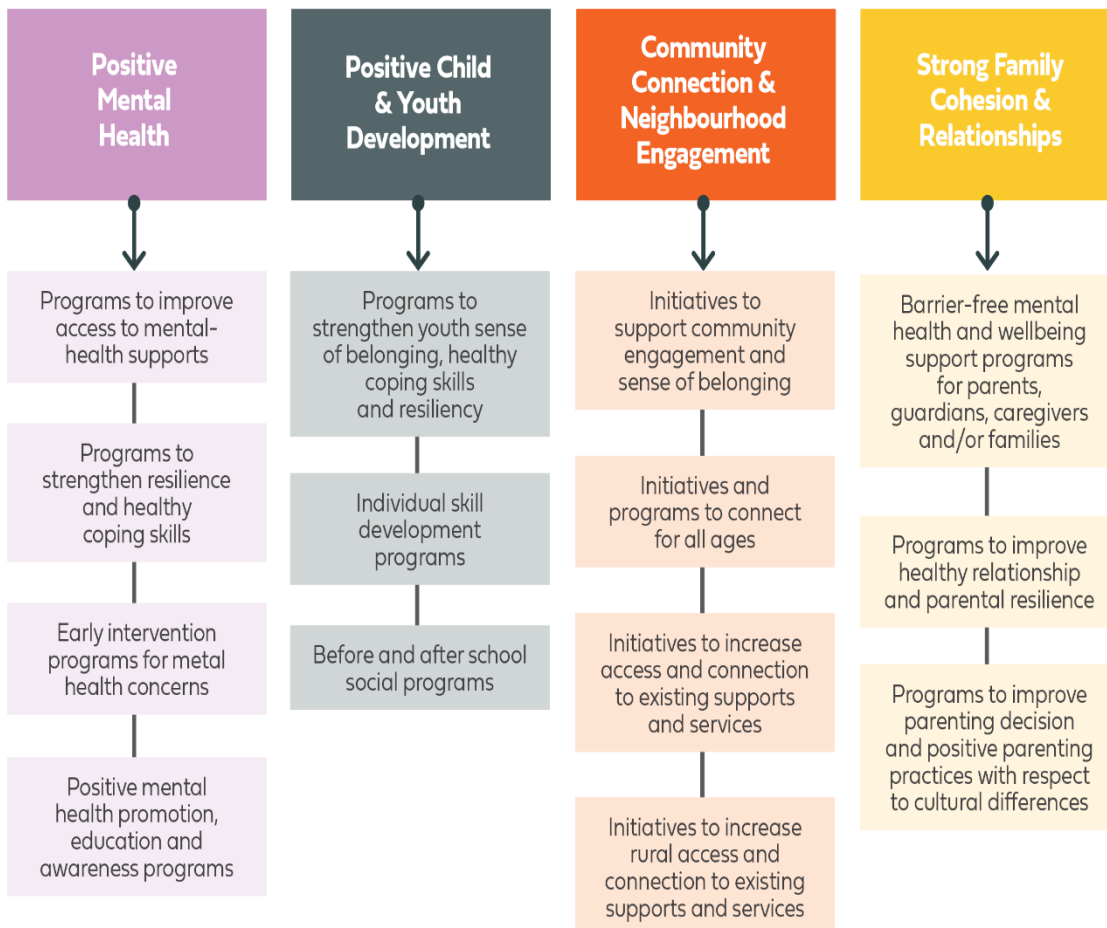 Positive
Mental
Health
Programs to improve
access to mental-
health supports
Programs to
strengthen resilience
and healthy
coping skills
Early intervention
programs for metal
health concerns
Positive mental
health promotion,
education and
awareness programs
Positive Child
& Youth
Development
Programs to
strengthen youth sense
of belonging, healthy
coping skills
and resiliency
Individual skill
development
programs
Before and after school
social programs
Community
Connection &
Neighbourhood
Engagement
Initiatives to
support community
engagement and
sense of belonging
Initiatives and
programs to connect
for all ages
Initiatives to increase
access and connection
to existing supports
and services
Initiatives to increase
rural access and
connection to existing
supports and services
Strong Family
Cohesion &
Relationships
Barrier-free mental
health and wellbeing
support programs
for parents,
guardians, caregivers
and/or families
Programs to improve
healthy relationship
and parental resilience
Programs to improve
parenting decision
and positive parenting
practices with respect
to cultural differences